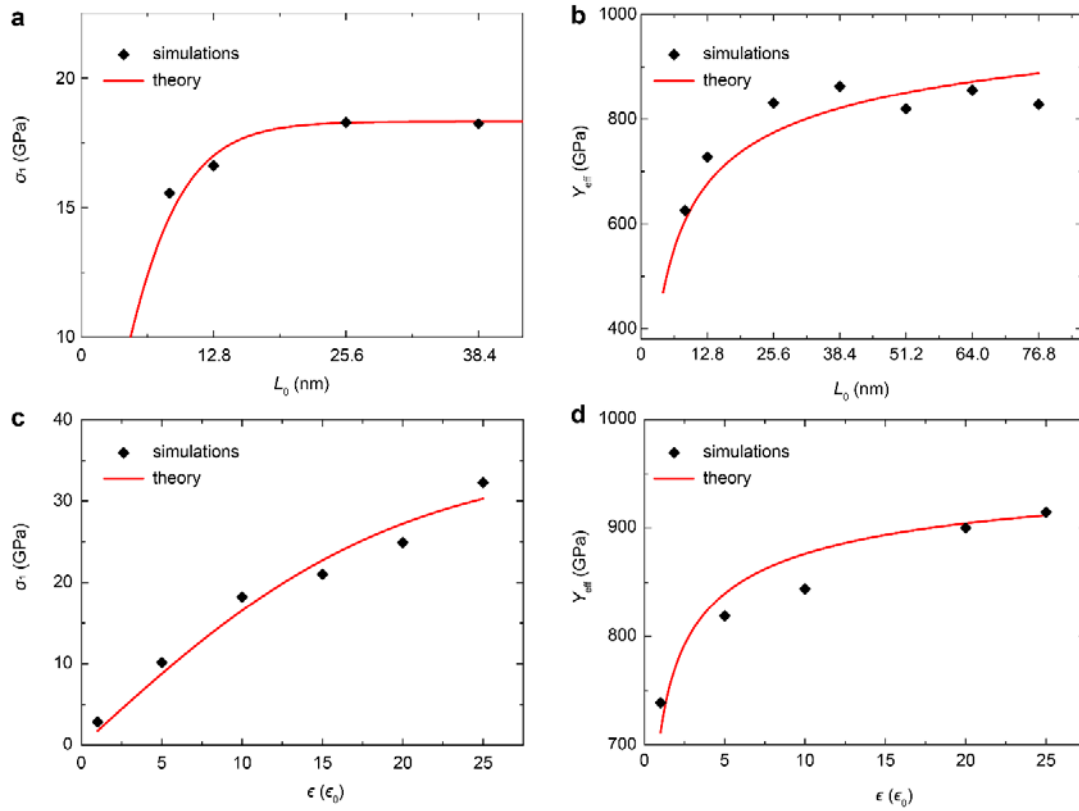 a
simulations
theory
20
15
10
σ₁ (GPa)
0
12.8
25.6
38.4
L₀ (nm)
b
simulations
theory
1000
800
600
400
Y_eff (GPa)
0
12.8
25.6
38.4
51.2
64.0
76.8
L₀ (nm)
c
simulations
theory
40
30
20
10
0
σ₁ (GPa)
0
5
10
15
20
25
ϵ (ϵ₀)
d
simulations
theory
1000
900
800
700
Y_eff (GPa)
0
5
10
15
20
25
ϵ (ϵ₀)